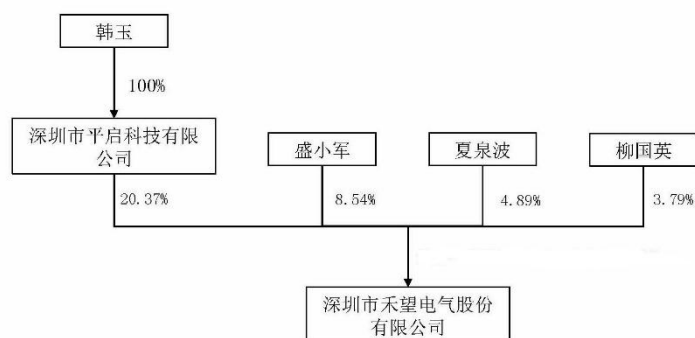 韩玉
100%
深圳市平启科技有限
公司
盛小军
夏泉波
柳国英
20.37%
8.54%
4.89%
3.79%
深圳市禾望电气股份
有限公司